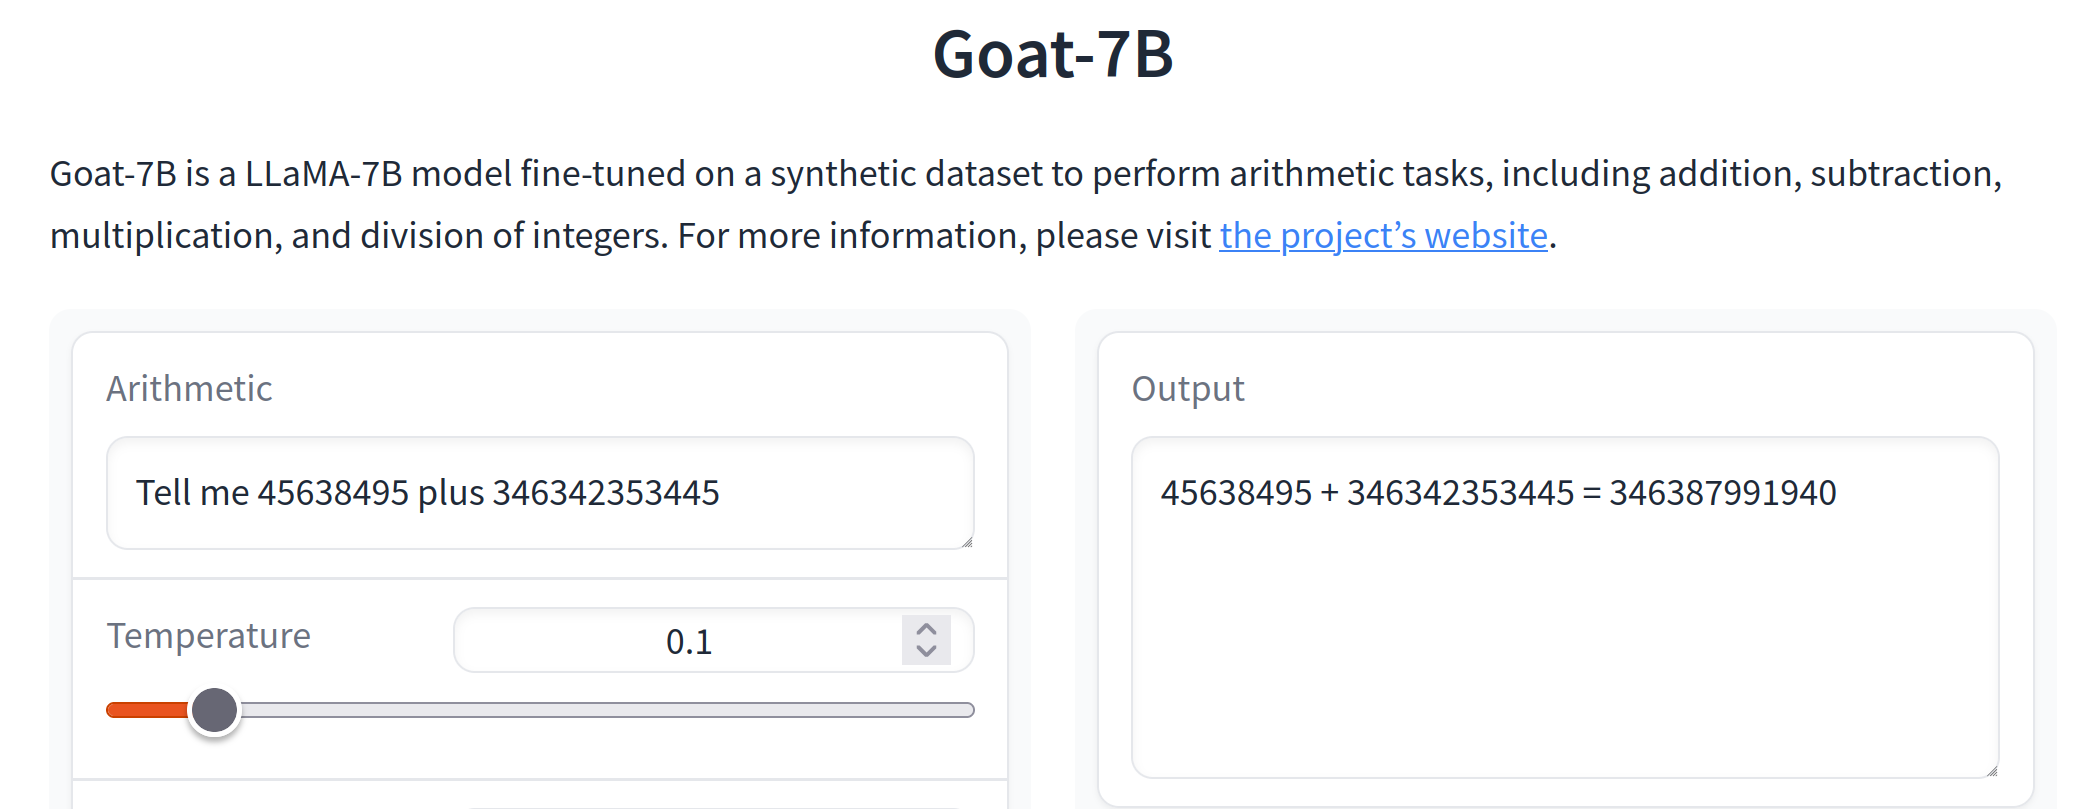 Goat-7B
Goat-7B is a LLaMA-7B model fine-tuned on a synthetic dataset to perform arithmetic tasks, including addition, subtraction,
multiplication, and division of integers. For more information, please visit the project’s website.
Arithmetic
Tell me 45638495 plus 346342353445
Temperature
0.1
Output
45638495 + 346342353445 = 346387991940